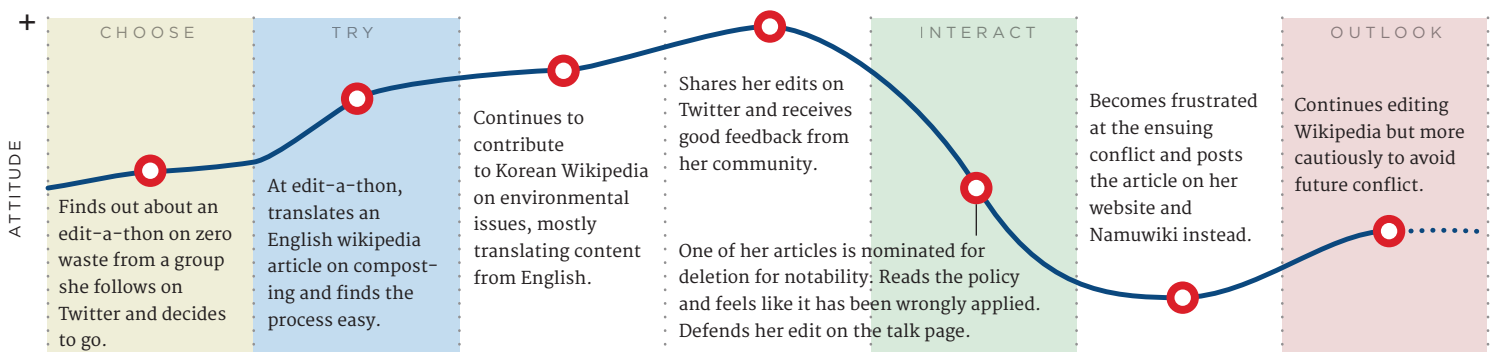 +
ATTITUDE
CHOOSE
Finds out about an
edit-a-thon on zero
waste from a group
she follows on
Twitter and decides
to go.
TRY
At edit-a-thon,
translates an
English wikipedia
article on compost-
ing and finds the
process easy.
Continues to
contribute
to Korean Wikipedia
on environmental
issues, mostly
translating content
from English.
Shares her edits on
Twitter and receives
good feedback from
her community.
INTERACT
One of her articles is nominated for
deletion for notability. Reads the policy
and feels like it has been wrongly applied.
Defends her edit on the talk page.
Becomes frustrated
at the ensuing
conflict and posts
the article on her
website and
Namuwiki instead.
OUTLOOK
Continues editing
Wikipedia but more
cautiously to avoid
future conflict.